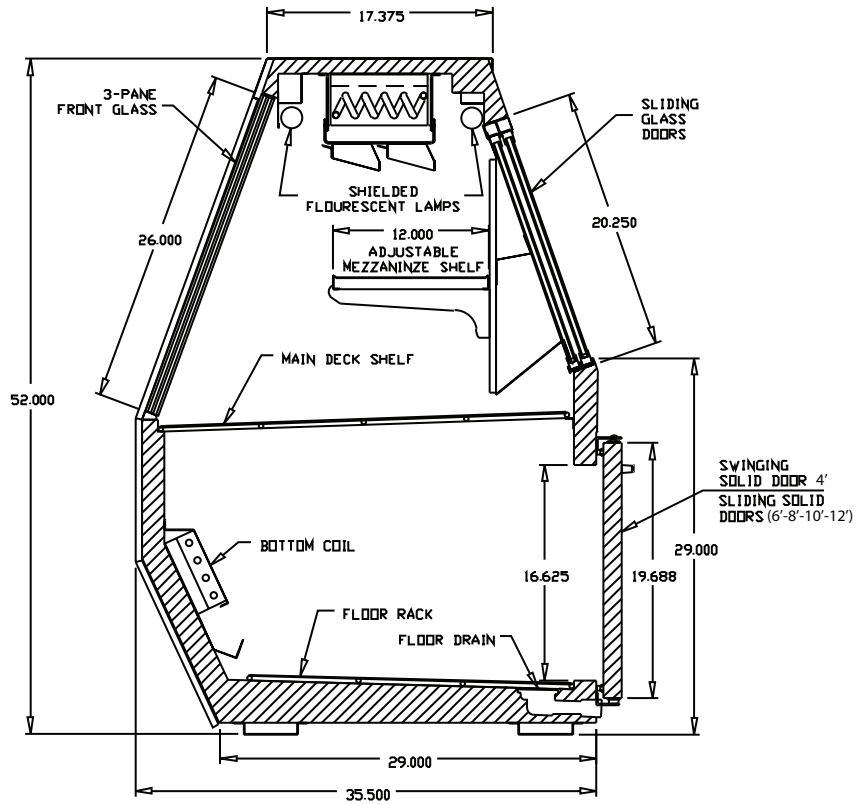 17.375
3-PANE
FRONT GLASS
SLIDING
GLASS
DOORS
SHIELDED
FLOURESCENT LAMPS
26.000
20.250
12.000
ADJUSTABLE
MEZZANINZE SHELF
MAIN DECK SHELF
52.000
SWINGING
SOLID DOOR 4'
SLIDING SOLID
DOORS (6'-8'-10'-12')
BOTTOM COIL
29.000
16.625
19.688
FLOOR RACK
FLOOR DRAIN
29.000
35.500